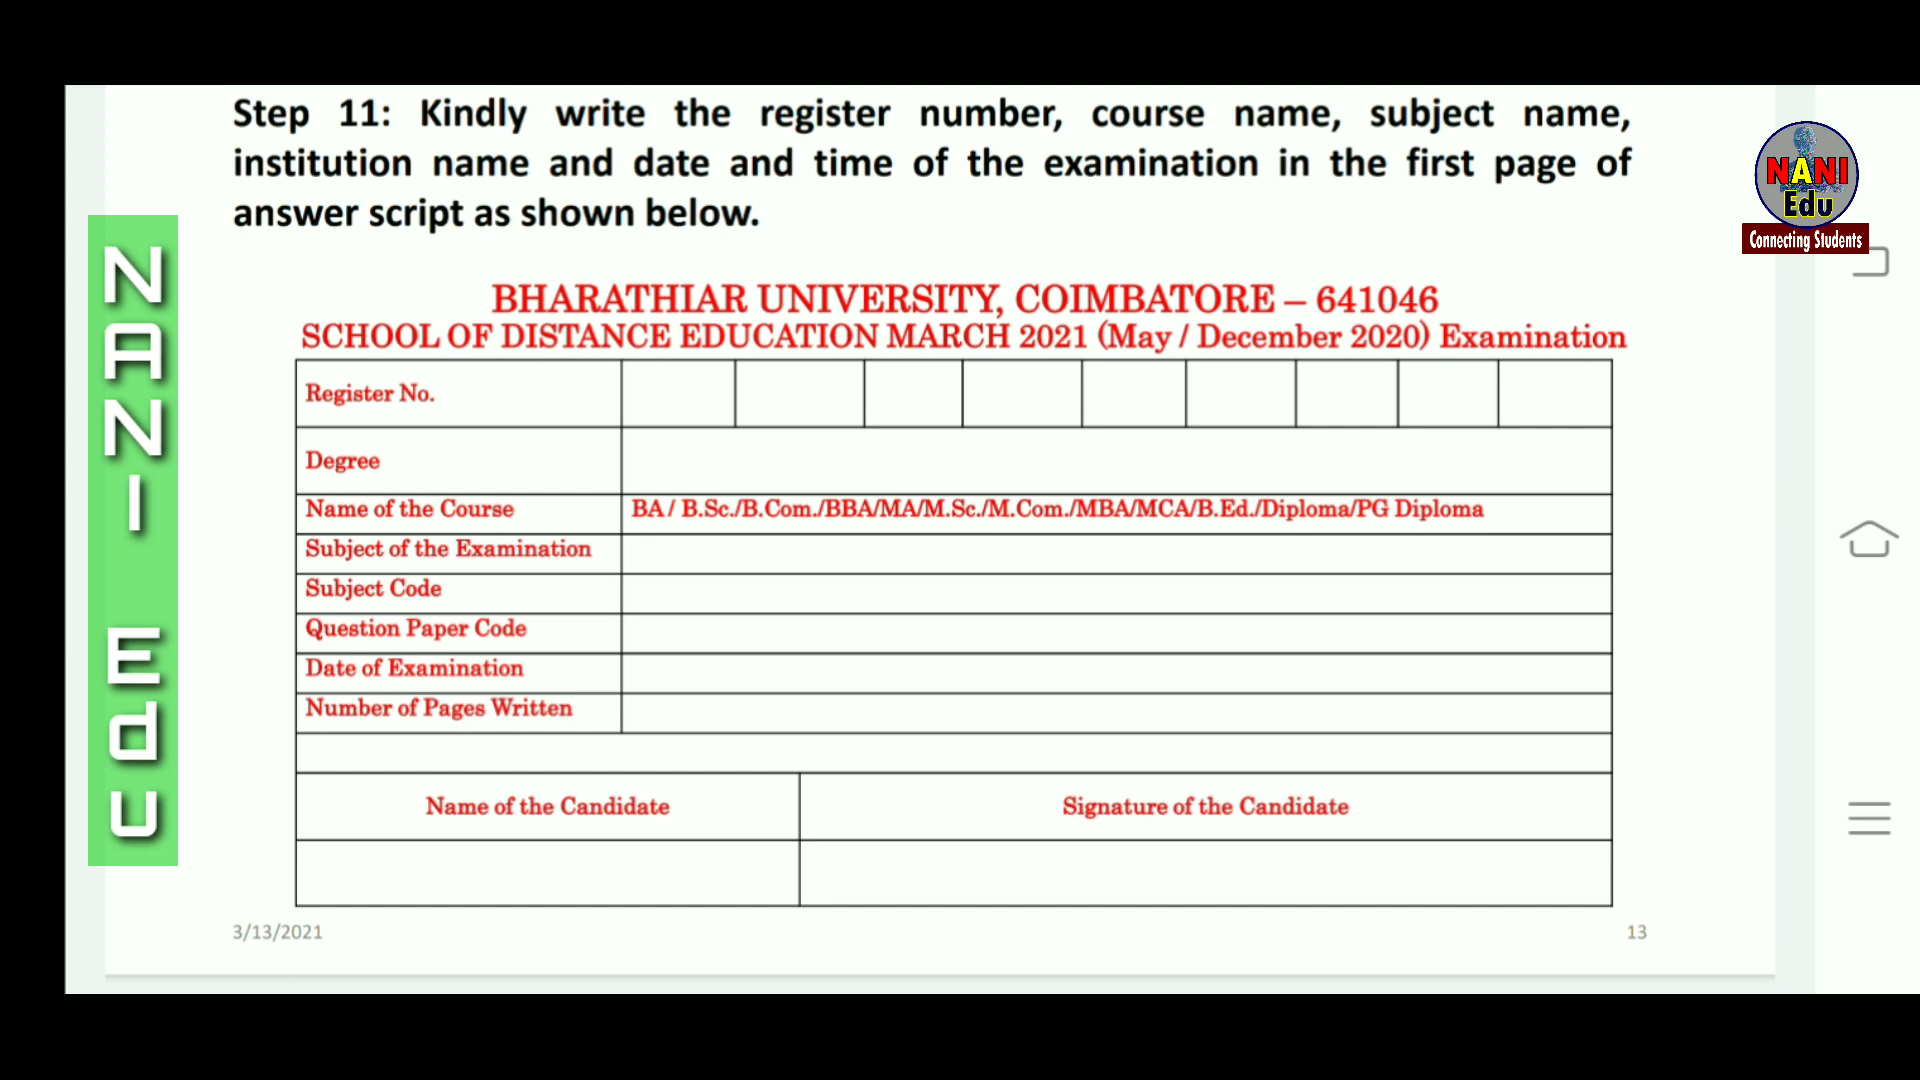 Step 11: Kindly write the register number, course name, subject name,
institution name and date and time of the examination in the first page of
answer script as shown below.
NANI
Edu
Connecting Students
NANI Edu
BHARATHIAR UNIVERSITY, COIMBATORE – 641046
SCHOOL OF DISTANCE EDUCATION MARCH 2021 (May / December 2020) Examination
Register No.
Degree
Name of the Course BA / B.Sc./B.Com./BBA/MA/M.Sc./M.Com./MBA/MCA/B.Ed./Diploma/PG Diploma
Subject of the Examination
Subject Code
Question Paper Code
Date of Examination
Number of Pages Written
Name of the Candidate Signature of the Candidate
3/13/2021 13